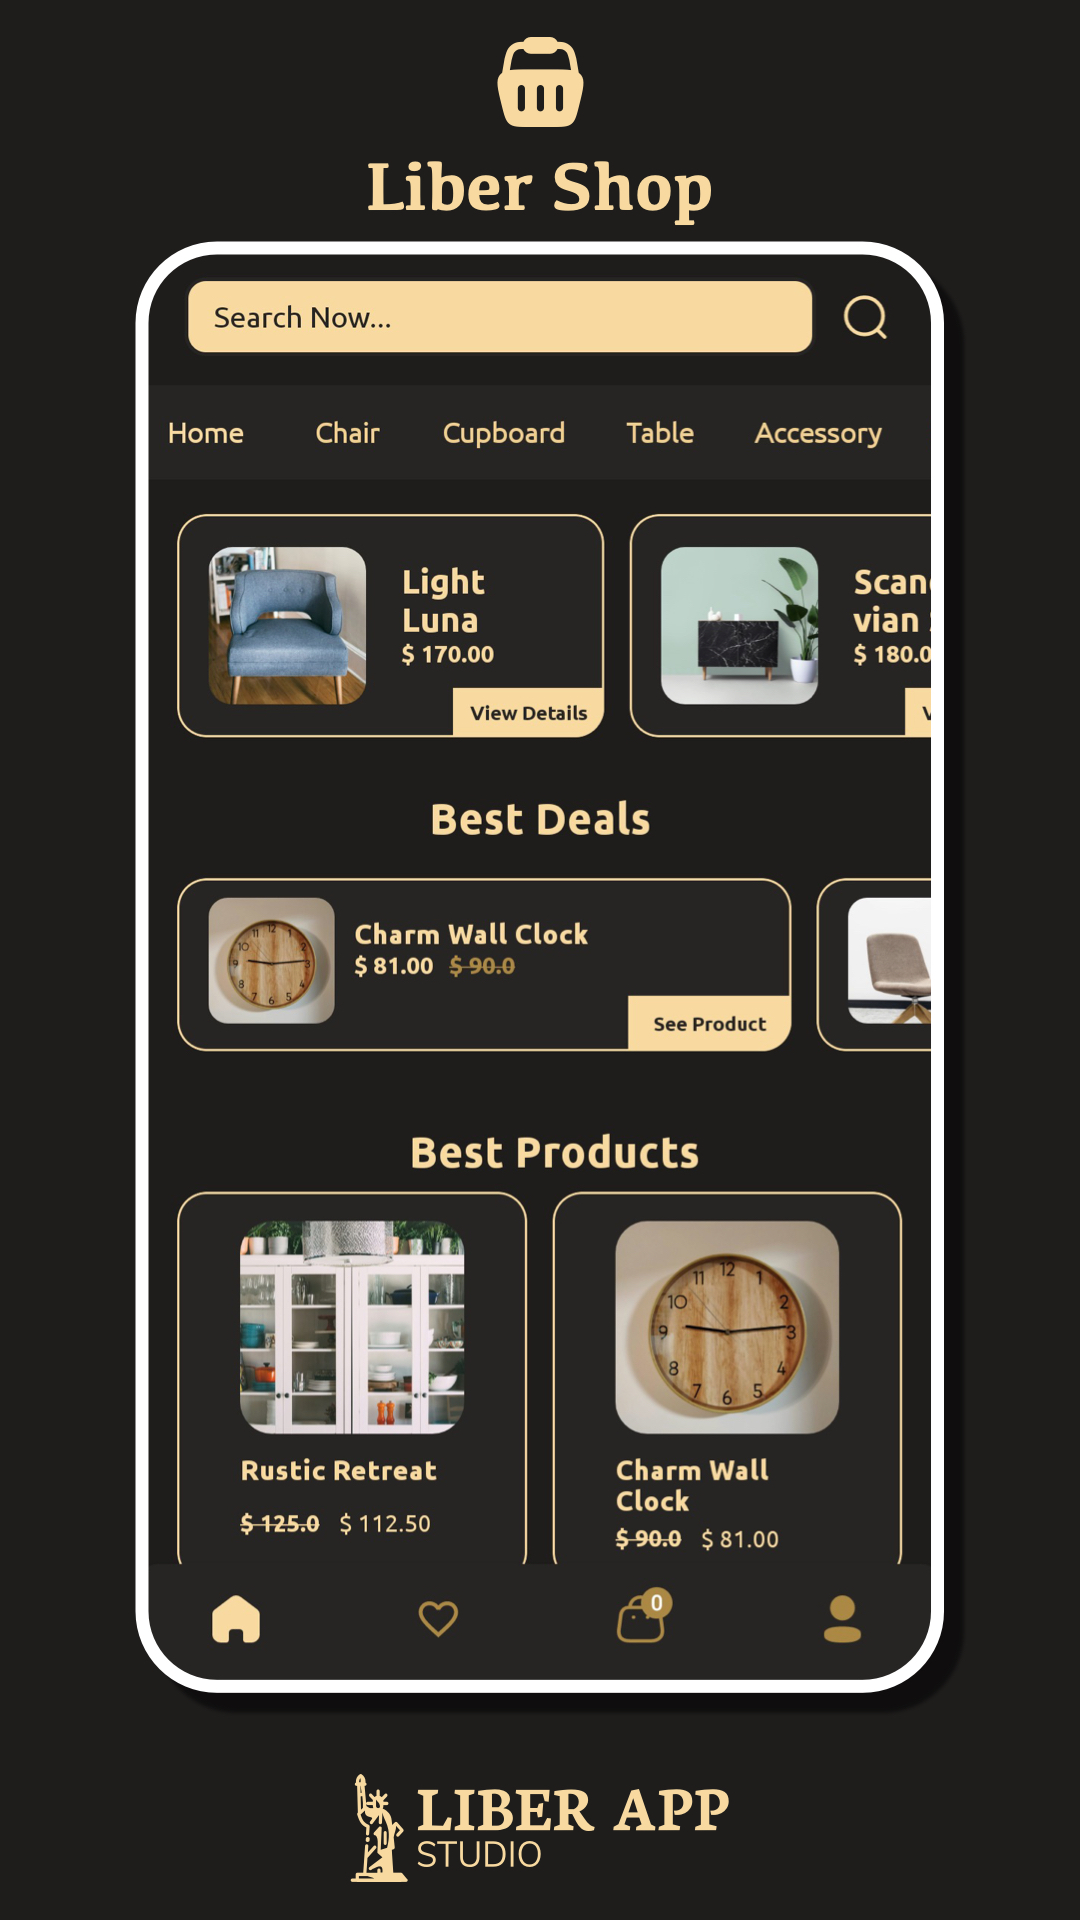 Liber Shop
Search Now...
Home Chair Cupboard Table Accessory
Light
Luna
$ 170.00
View Details
vian
$ 180.0
Best Deals
Charm Wall Clock
$ 81.00 $ 90.0
See Product
Best Products
Rustic Retreat
$ 125.0 $ 112.50
Charm Wall
Clock
$ 90.0 $ 81.00
0
LIBER APP
STUDIO